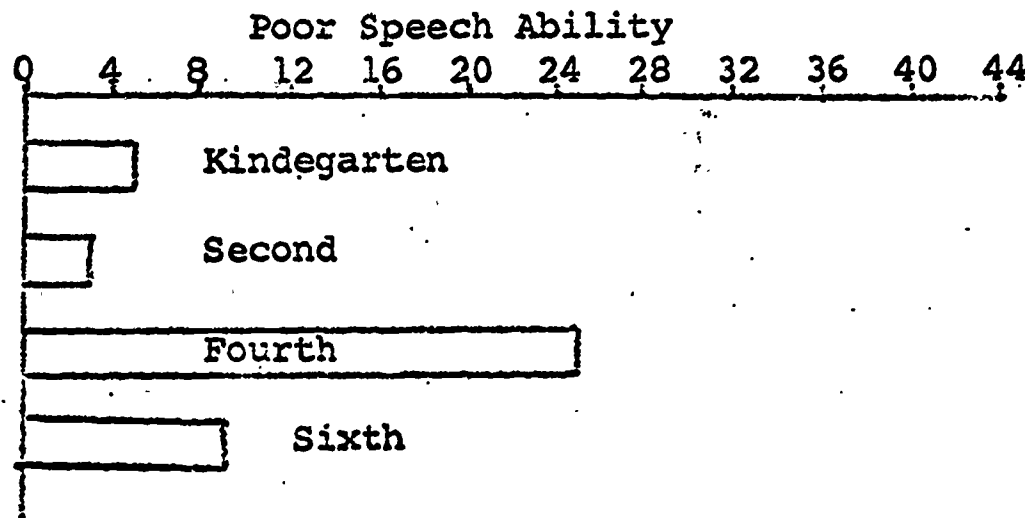 Poor Speech Ability
0 4 8 12 16 20 24 28 32 36 40 44
Kindegarten
Second
Fourth
Sixth